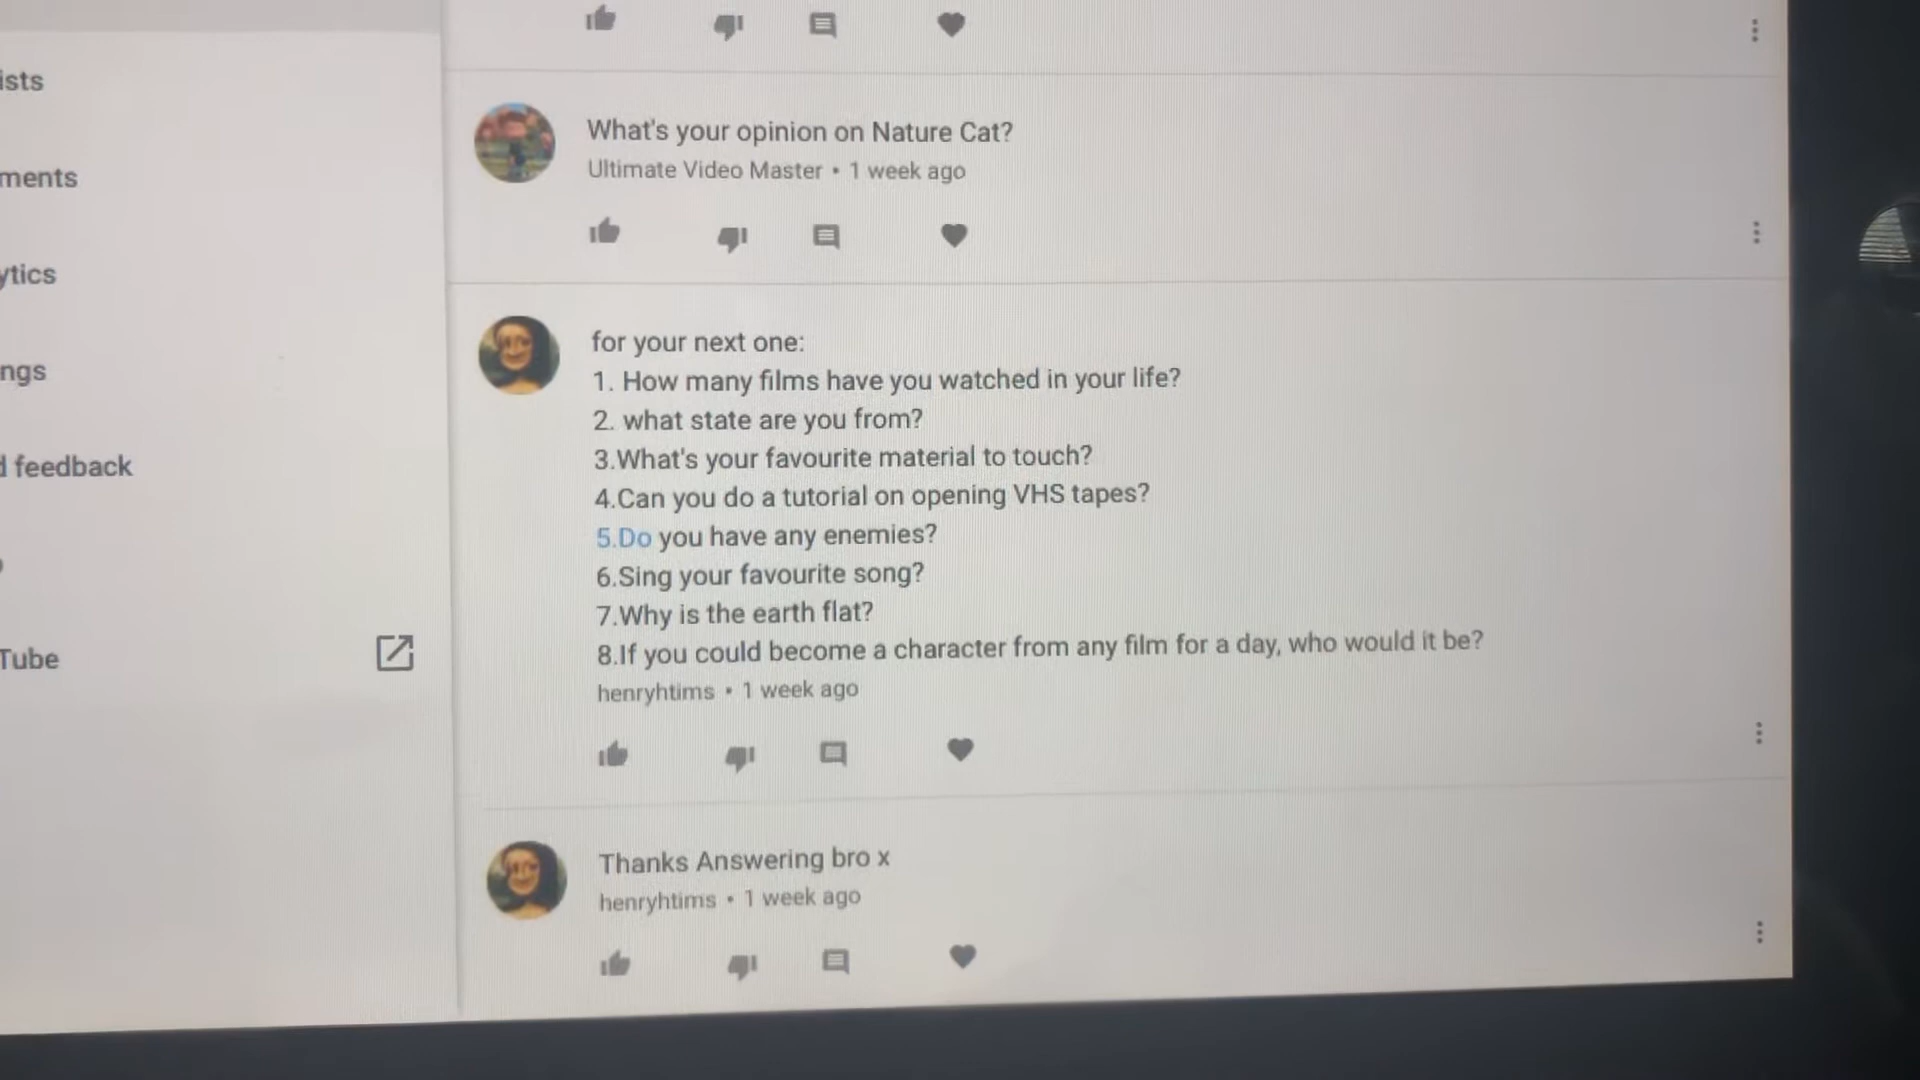 ists
ments
ytics
ngs
d feedback
Tube
What's your opinion on Nature Cat?
Ultimate Video Master • 1 week ago
for your next one:
1. How many films have you watched in your life?
2. what state are you from?
3.What's your favourite material to touch?
4.Can you do a tutorial on opening VHS tapes?
5.Do you have any enemies?
6.Sing your favourite song?
7.Why is the earth flat?
8.If you could become a character from any film for a day, who would it be?
henryhtims • 1 week ago
Thanks Answering bro x
henryhtims • 1 week ago